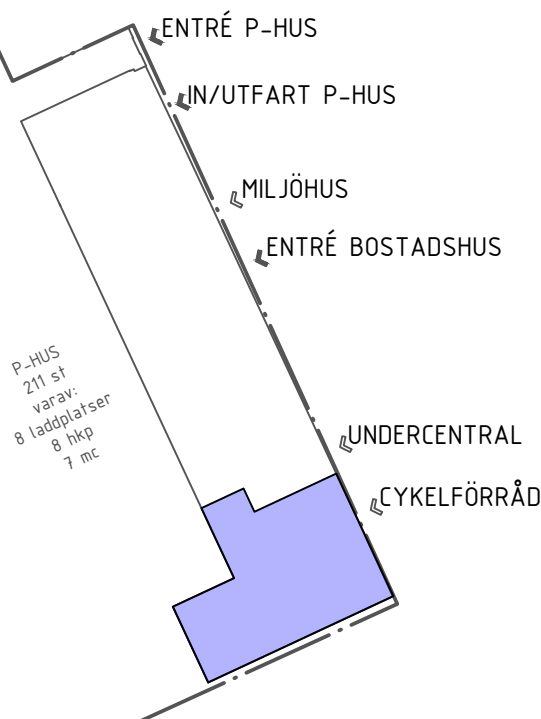 ENTRÉ P-HUS
IN/UTFART P-HUS
MILJÖHUS
ENTRÉ BOSTADSHUS
P-HUS
211 st
varav:
8 laddplatser
8 hkp
7 mc
UNDERCENTRAL
CYKELFÖRRÅD